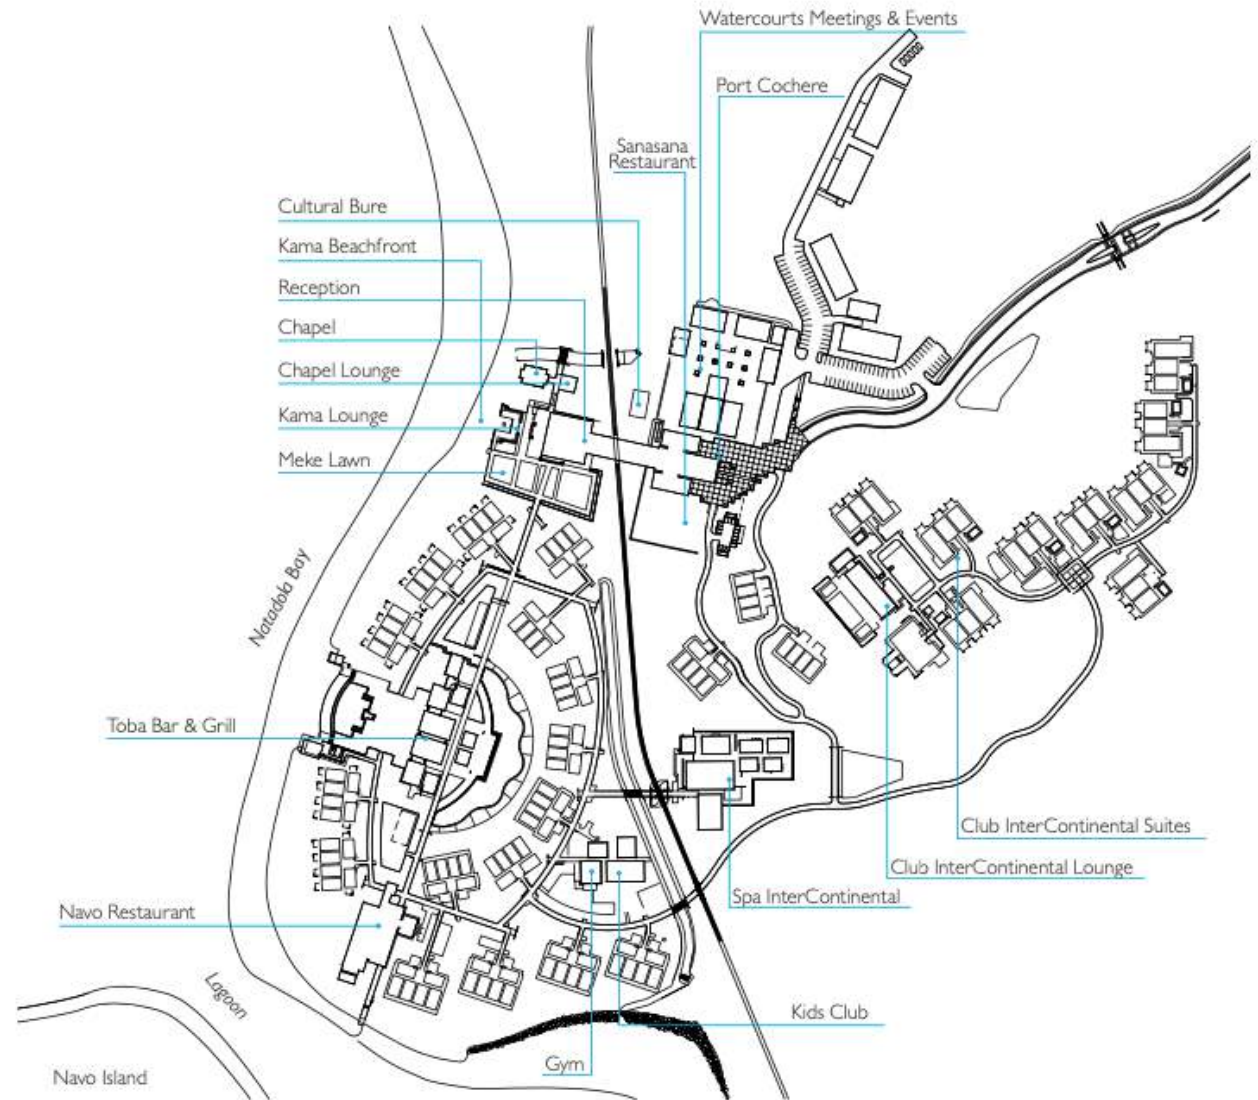 Watercourts Meetings & Events
Port Cochere
Sanasana
Restaurant
Cultural Bure
Kama Beachfront
Reception
Chapel
Chapel Lounge
Kama Lounge
Meke Lawn
Natadola Bay
Toba Bar & Grill
Club InterContinental Suites
Club InterContinental Lounge
Spa InterContinental
Navo Restaurant
Lagoon
Kids Club
Gym
Navo Island